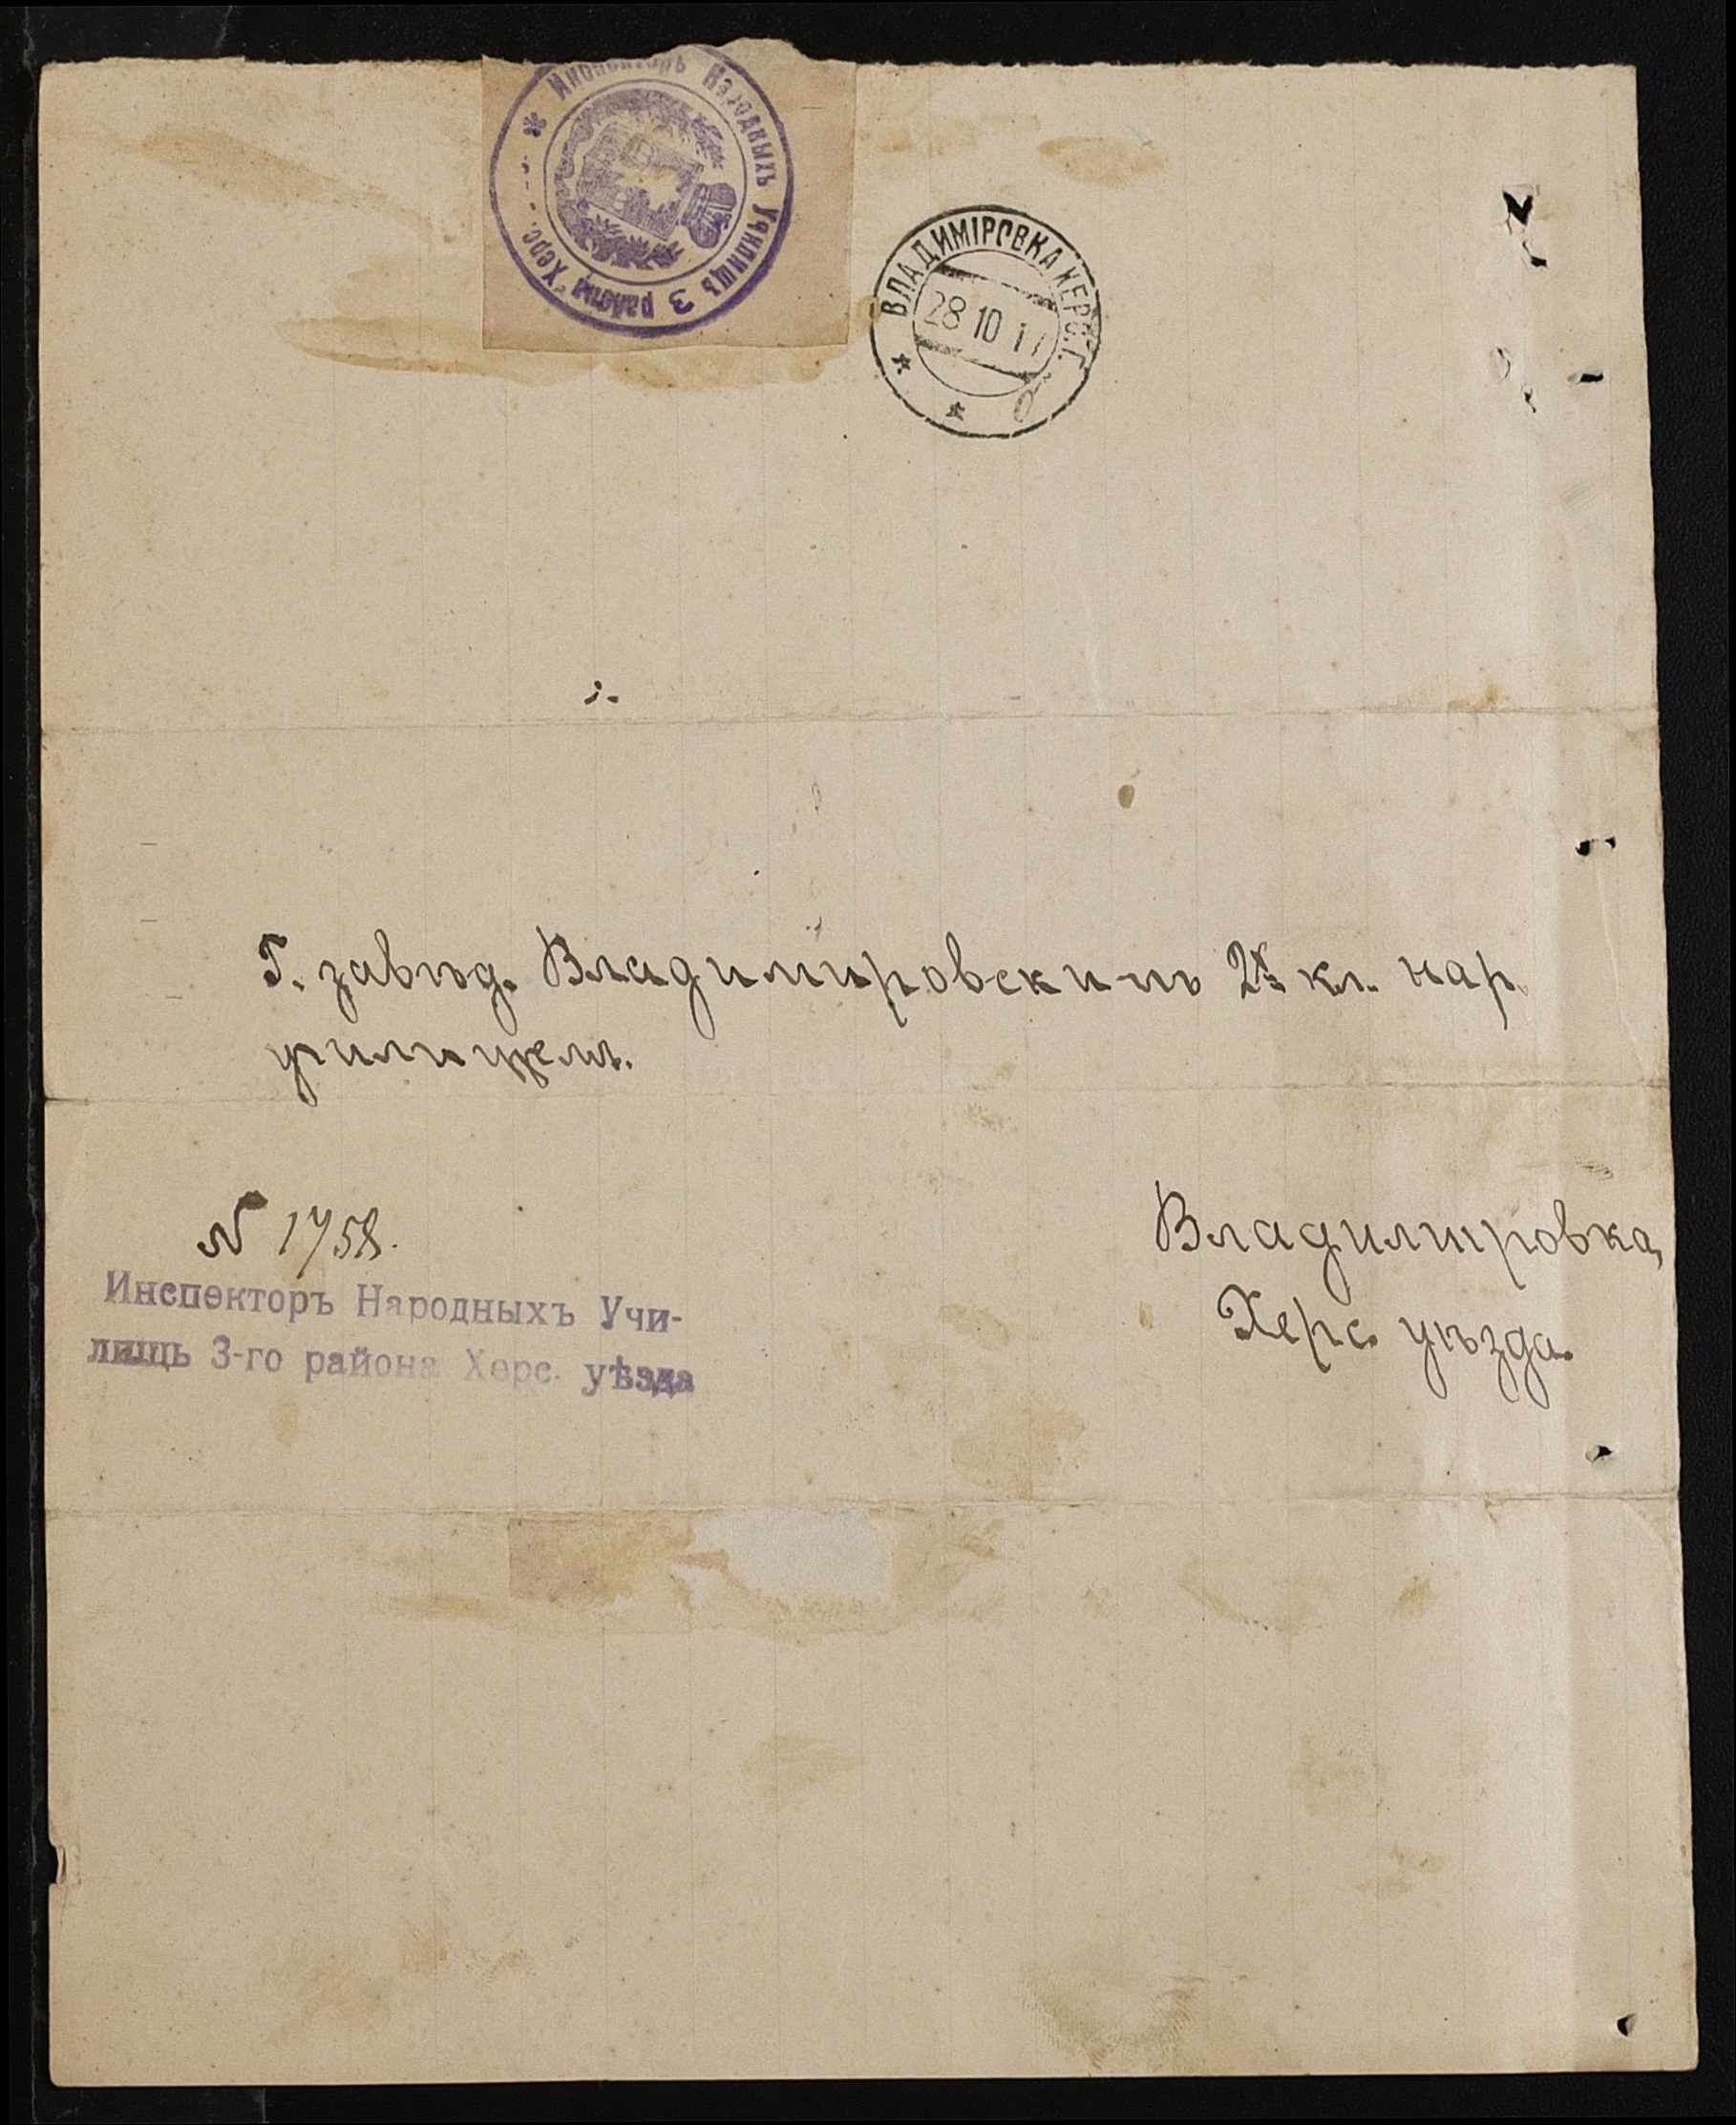 Инспекторъ Народныхъ Училищъ 3 района Херс.
ВЛАДИМІРОВКА ХЕРС. Г.
28 10 17
б
Г. завѣд. Владимировскимъ 2х кл. нар.
училищемъ.
N 1758.
Инспекторъ Народныхъ Учи-
лищъ 3-го района Херс. уѣзда
Владимировка,
Херс. уѣзда.